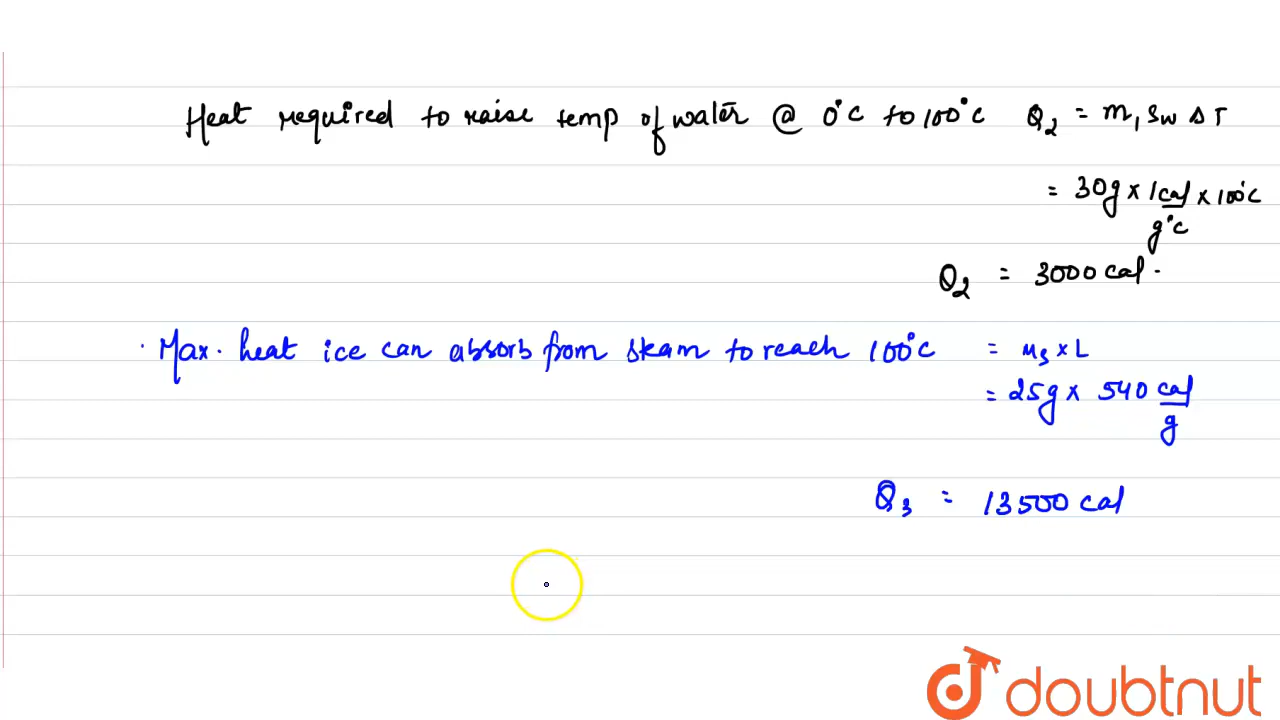 Heat required to raise temp of water @ 0°C to 100°C Q₂ = m₁ Sw ΔT
= 30g × 1cal/g°C × 100°C
Q₂ = 3000 cal.
. Max. heat ice can absorb from steam to reach 100°C = ms × L
= 25g × 540 cal/g
Q₃ = 13500 cal
doubtnut